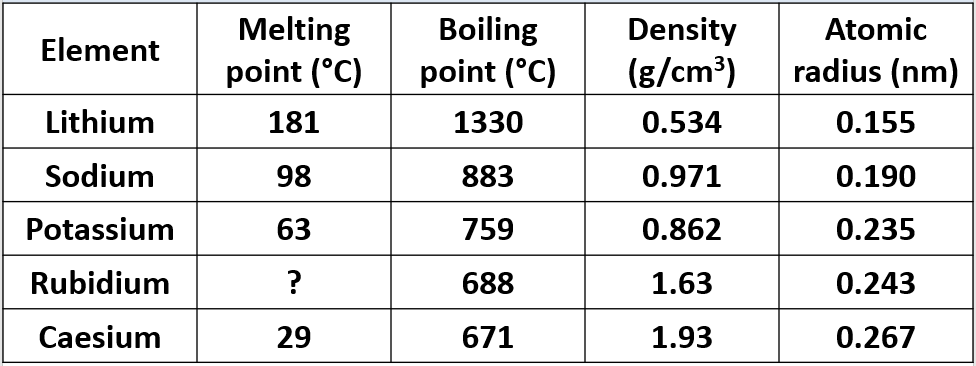 Element Melting point (°C) Boiling point (°C) Density (g/cm³) Atomic radius (nm)
Lithium 181 1330 0.534 0.155
Sodium 98 883 0.971 0.190
Potassium 63 759 0.862 0.235
Rubidium ? 688 1.63 0.243
Caesium 29 671 1.93 0.267